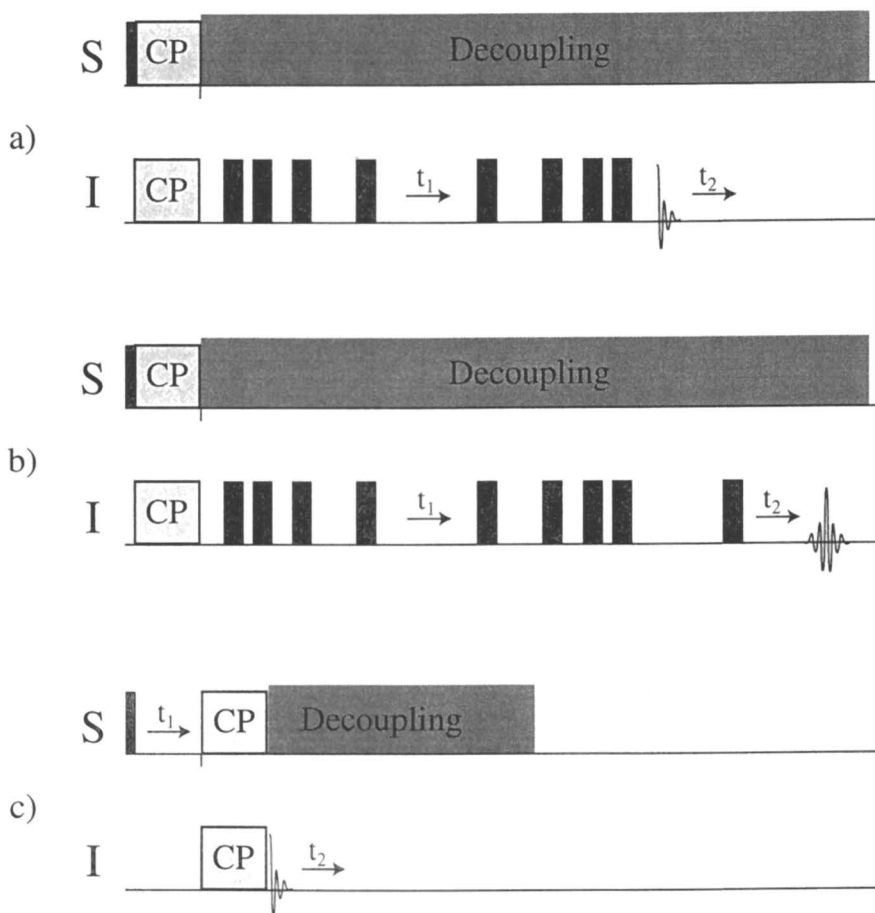 S CP Decoupling
a)
I CP t₁ t₂
S CP Decoupling
b)
I CP t₁ t₂
S t₁ CP Decoupling
c)
I CP t₂